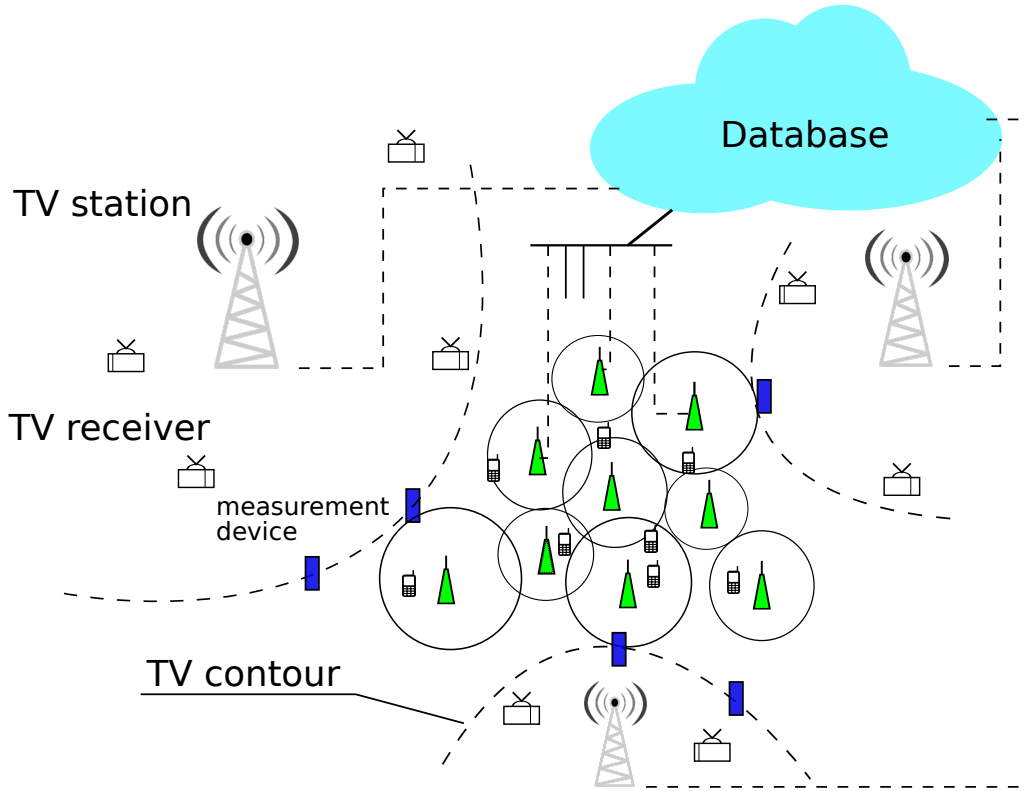 Database
TV station
TV receiver
measurement
device
TV contour